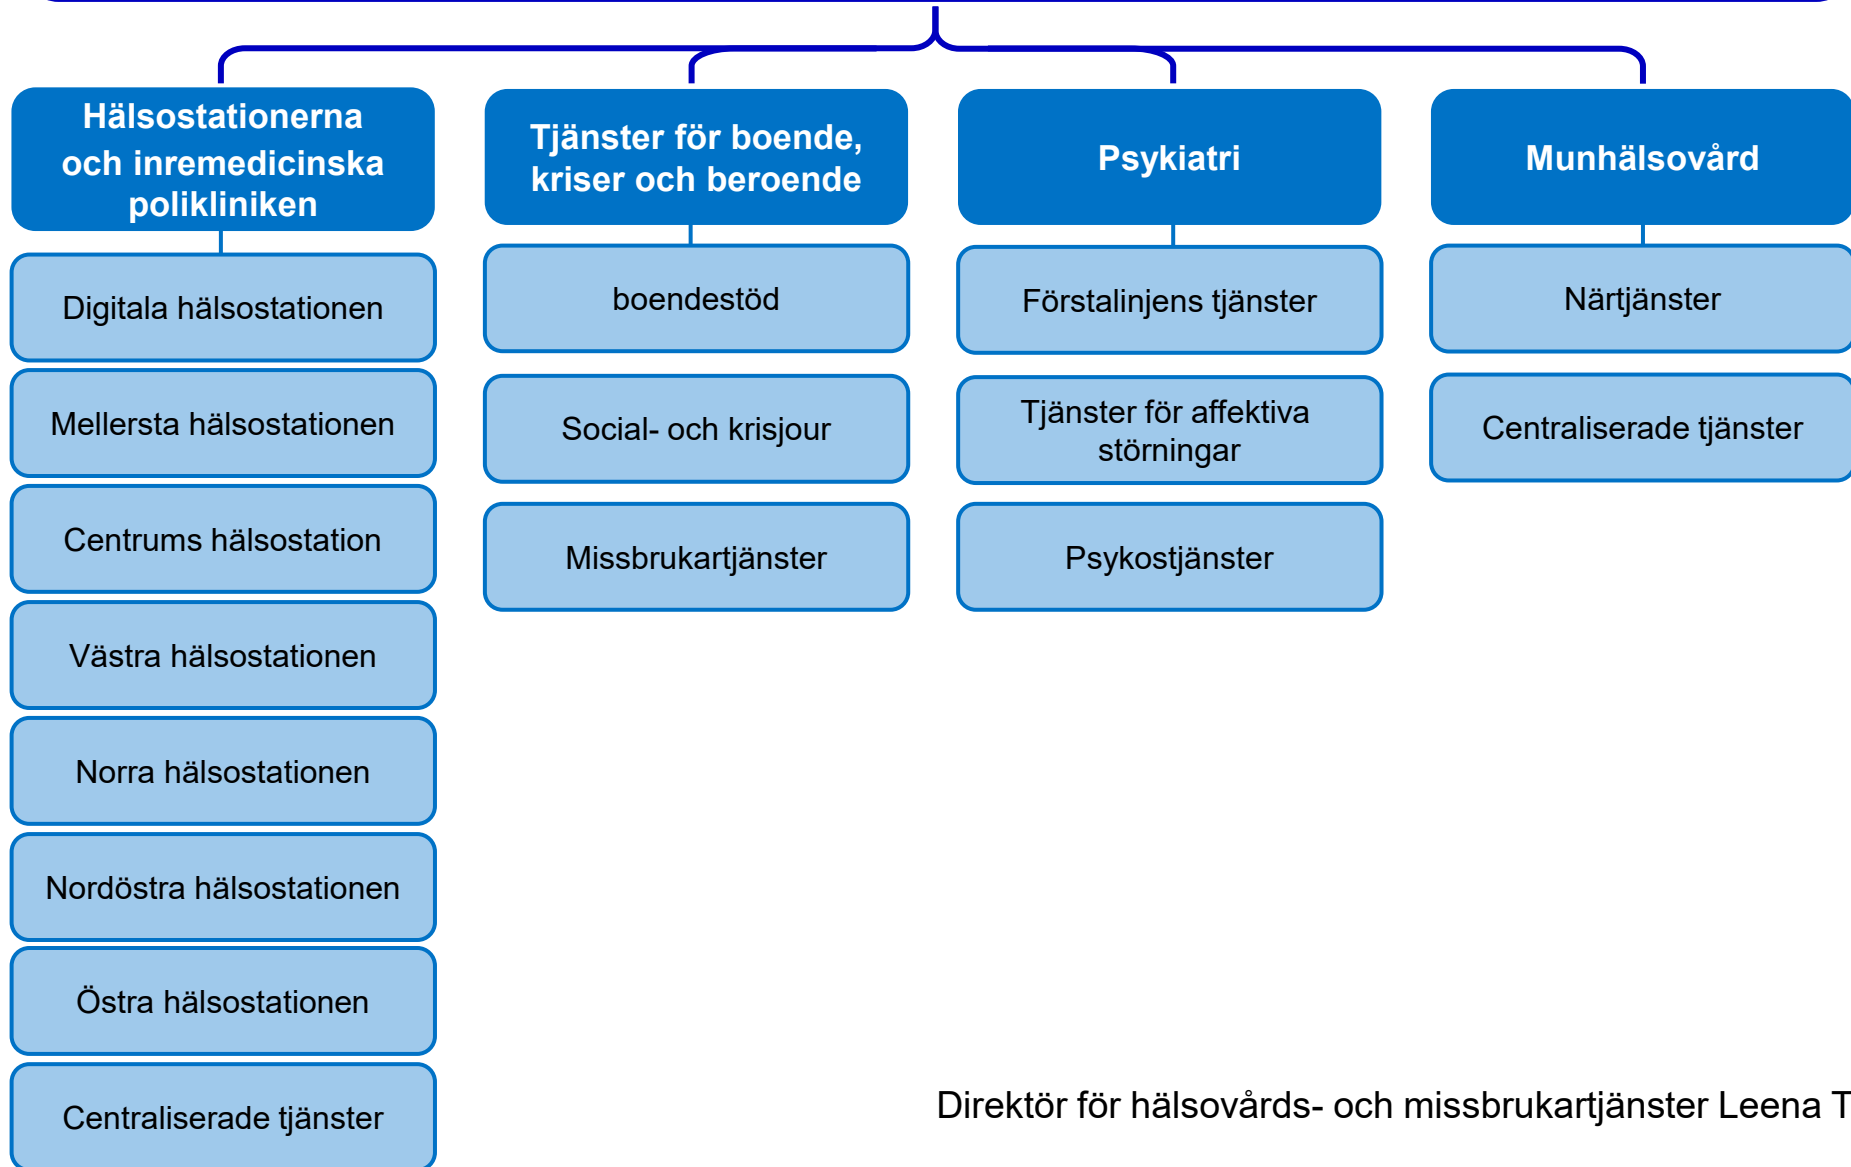 Hälsostationerna
och inremedicinska
polikliniken
Digitala hälsostationen
Mellersta hälsostationen
Centrums hälsostation
Västra hälsostationen
Norra hälsostationen
Nordöstra hälsostationen
Östra hälsostationen
Centraliserade tjänster
Tjänster för boende,
kriser och beroende
boendestöd
Social- och krisjour
Missbrukartjänster
Psykiatri
Förstalinjens tjänster
Tjänster för affektiva
störningar
Psykostjänster
Munhälsovård
Närtjänster
Centraliserade tjänster
Direktör för hälsovårds- och missbrukartjänster Leena T